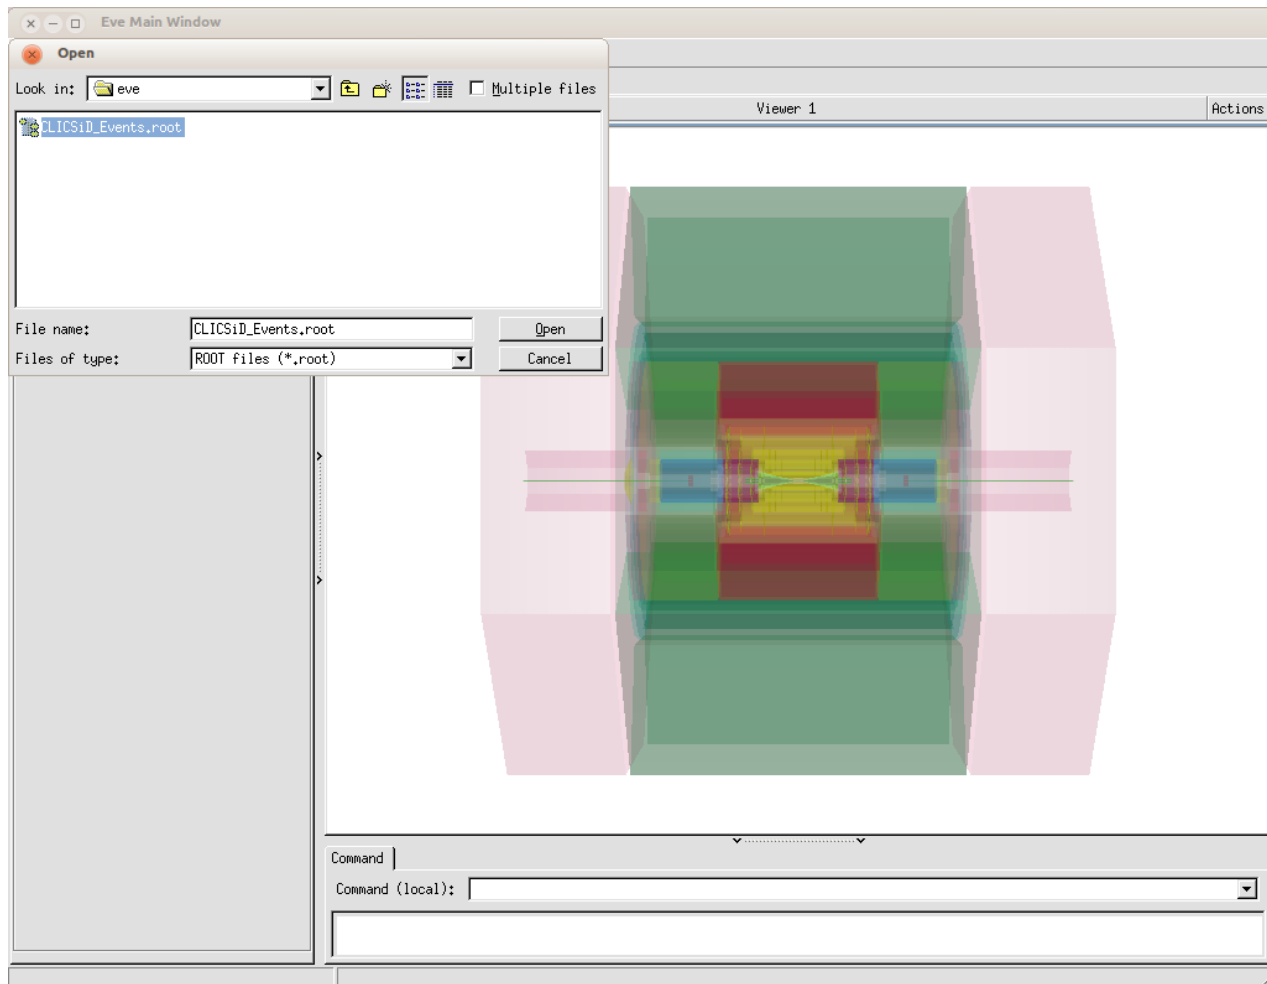 Eve Main Window
Open
Look in: eve Multiple files
CLICSiD_Events.root
File name: CLICSiD_Events.root Open
Files of type: ROOT files (*.root) Cancel
Viewer 1 Actions
Command
Command (local):